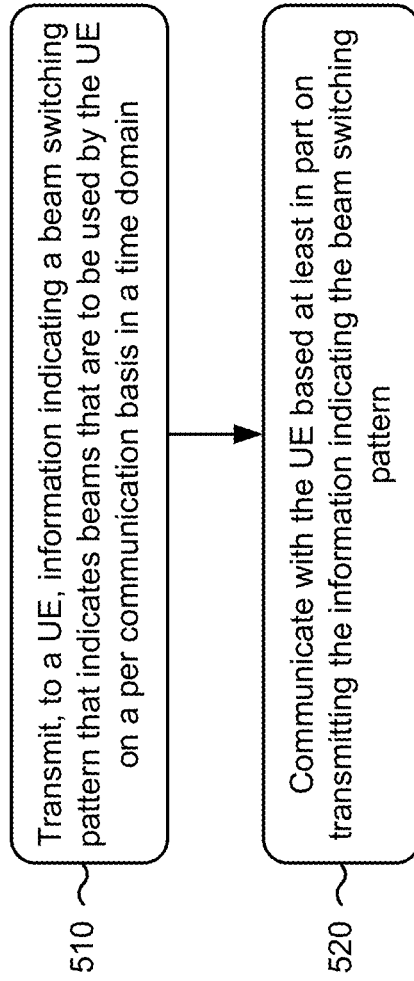 510
Transmit, to a UE, information indicating a beam switching
pattern that indicates beams that are to be used by the UE
on a per communication basis in a time domain
520
Communicate with the UE based at least in part on
transmitting the information indicating the beam switching
pattern